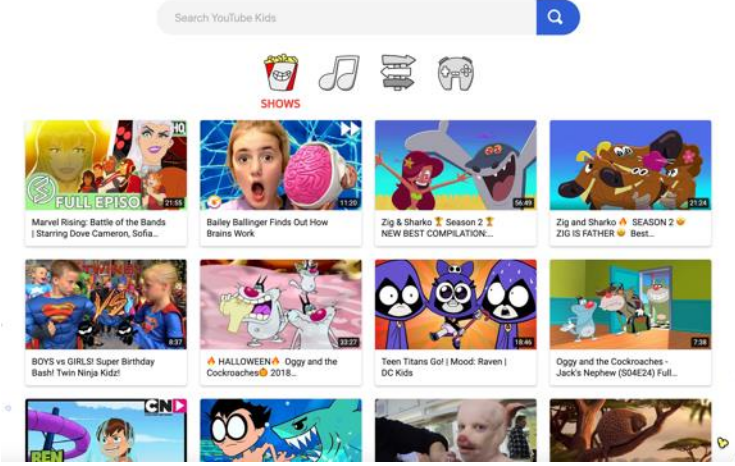 Search YouTube Kids
SHOWS
HQ
FULL EPISO
21:55
11:20
56:49
21:24
Marvel Rising: Battle of the Bands
| Starring Dove Cameron, Sofia...
Bailey Ballinger Finds Out How
Brains Work
Zig & Sharko 🏆 Season 2 🏆
NEW BEST COMPILATION:...
Zig and Sharko 🔥 SEASON 2 🤩
ZIG IS FATHER 🤩 Best...
VS
8:37
33:27
18:46
7:38
BOYS vs GIRLS! Super Birthday
Bash! Twin Ninja Kidz!
🔥 HALLOWEEN🔥 Oggy and the
Cockroaches🎃 2018...
Teen Titans Go! | Mood: Raven |
DC Kids
Oggy and the Cockroaches -
Jack's Nephew (S04E24) Full...
CN
REN